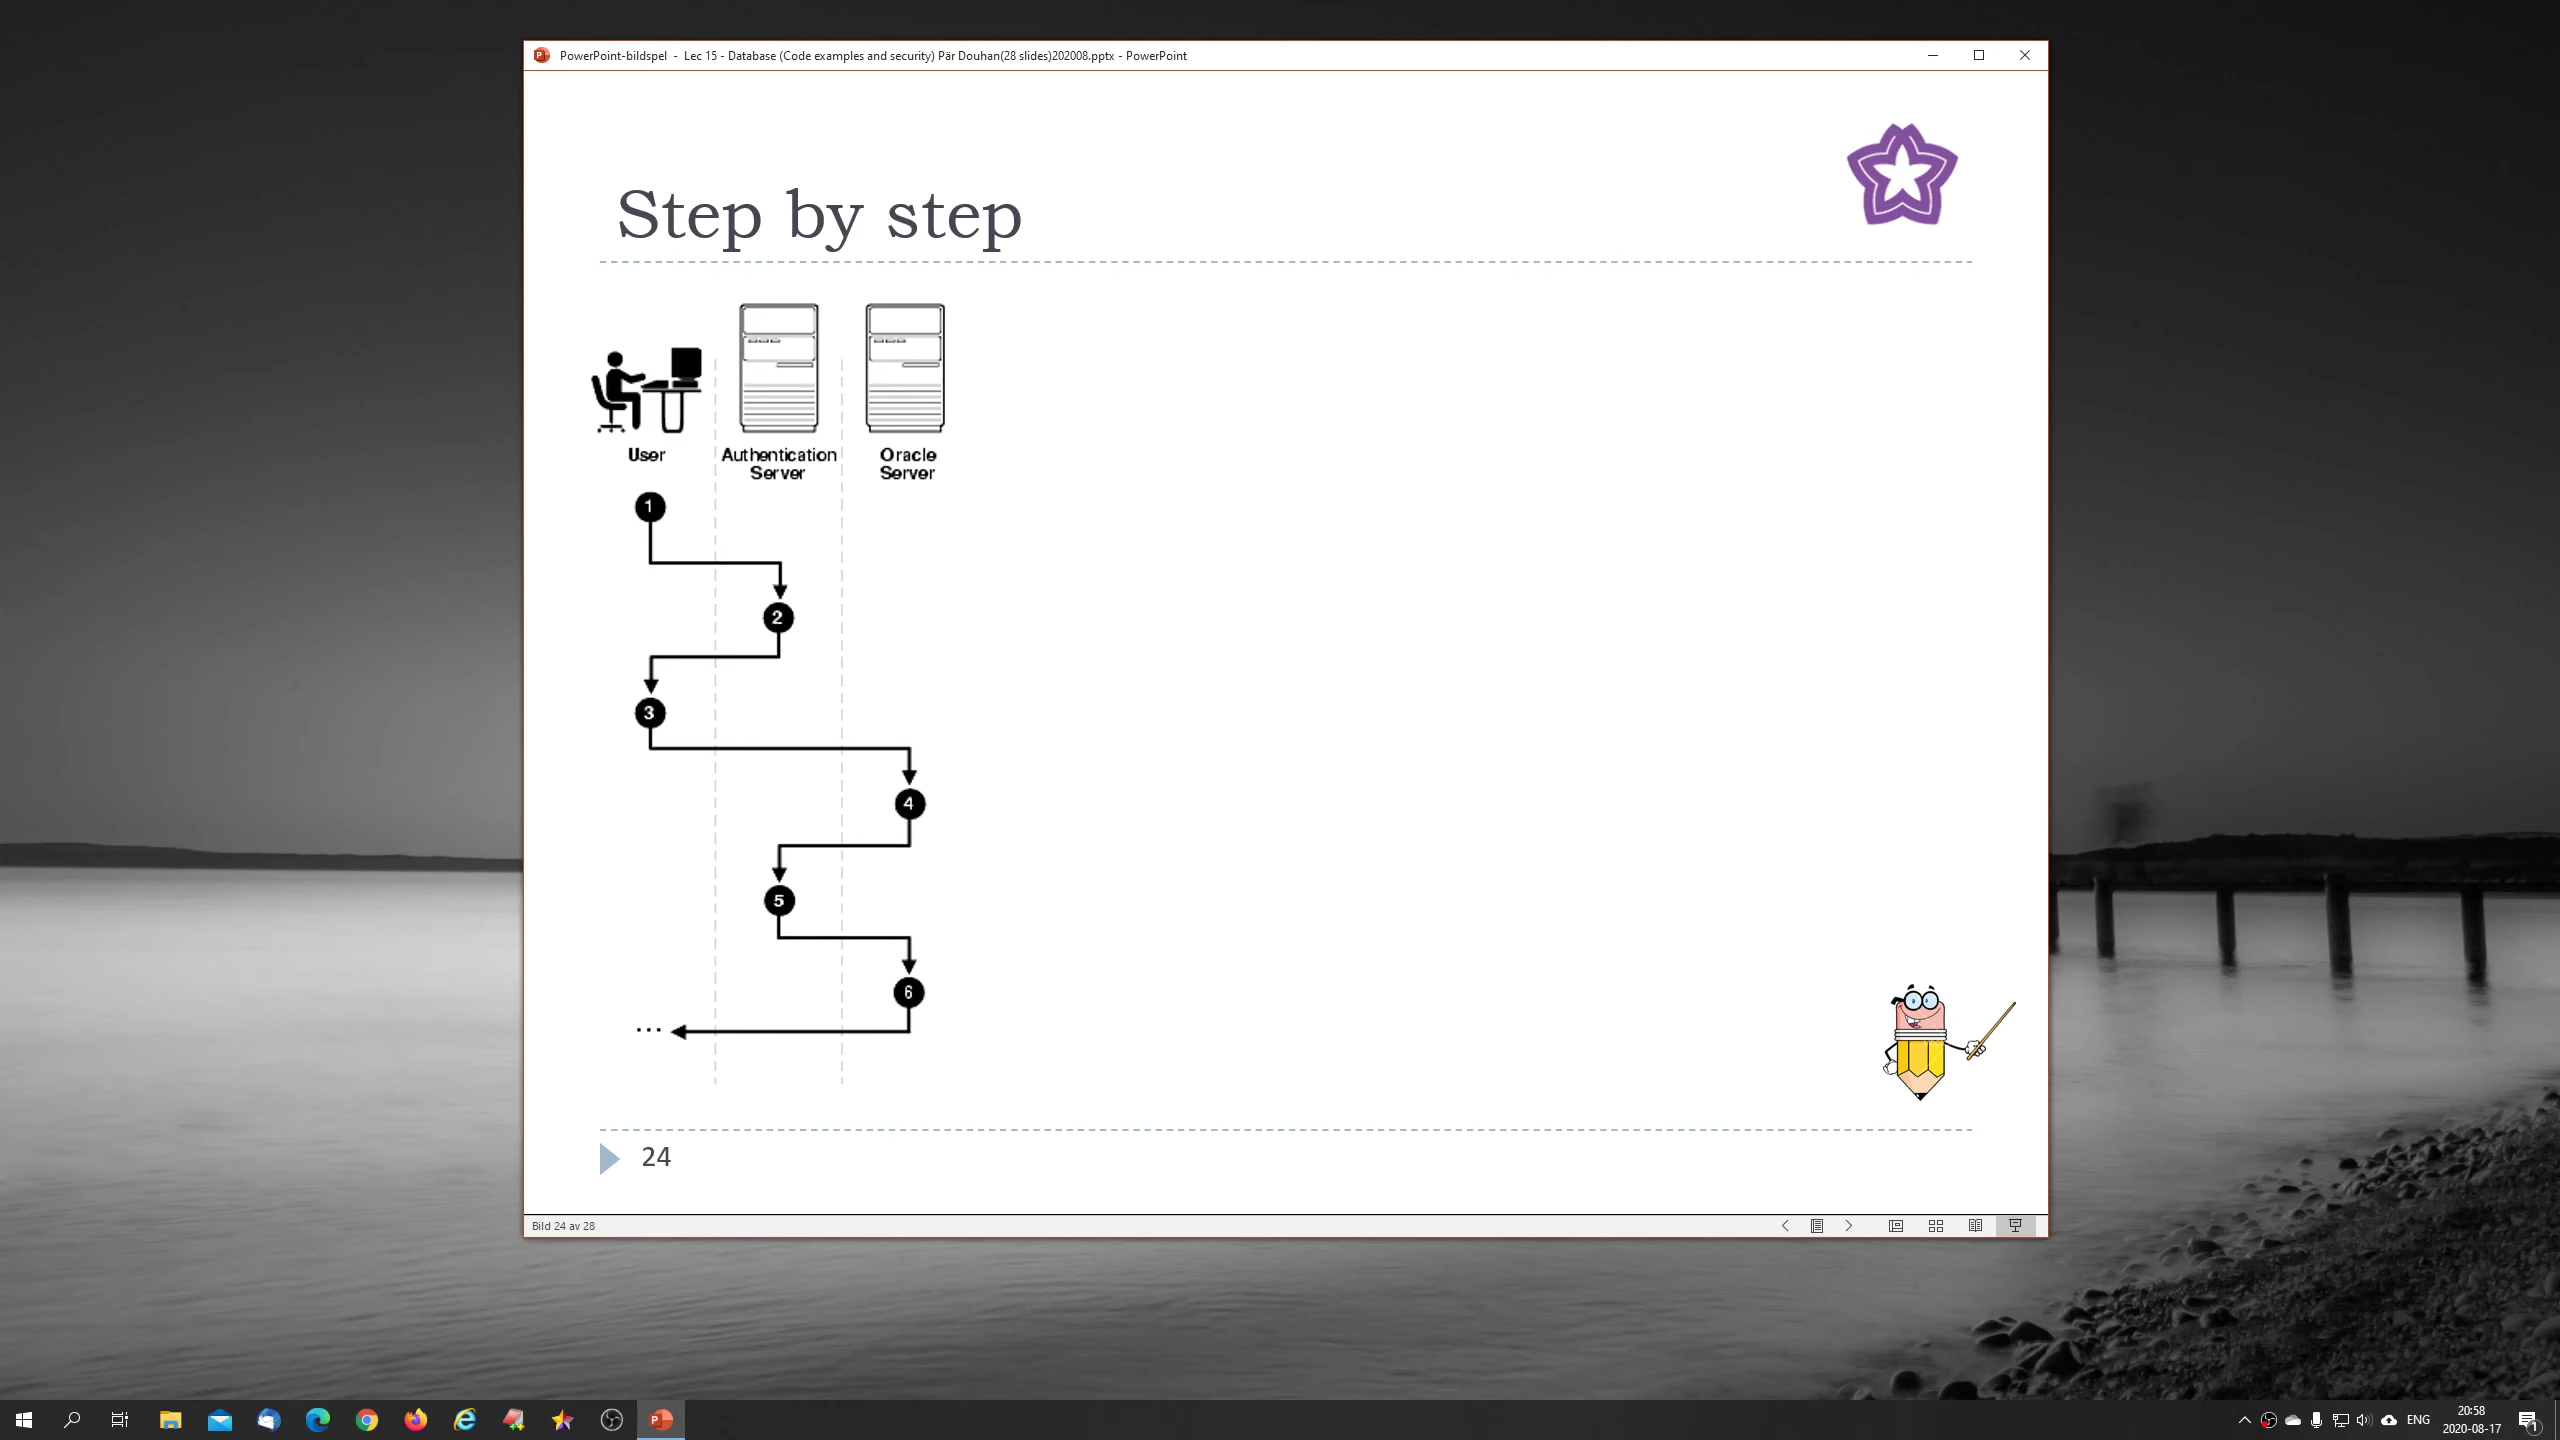 PowerPoint-bildspel - Lec 15 - Database (Code examples and security) Pär Douhan(28 slides)202008.pptx - PowerPoint
Step by step
User
Authentication
Server
Oracle
Server
1
2
3
4
5
6
...
24
Bild 24 av 28
ENG
20:58
2020-08-17
1